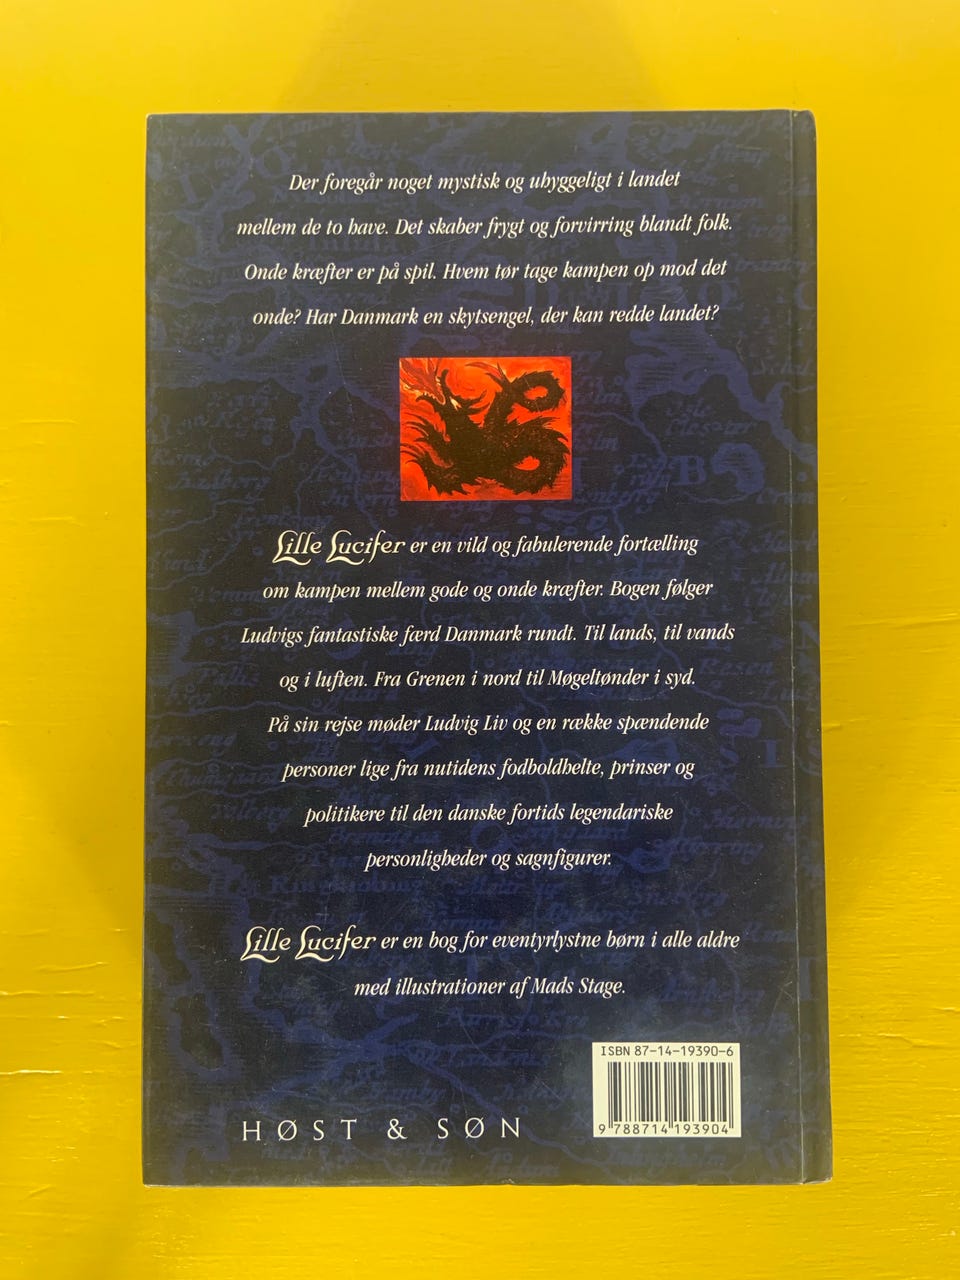 Der foregår noget mystisk og uhyggeligt i landet
mellem de to have. Det skaber frygt og forvirring blandt folk.
Onde kræfter er på spil. Hvem tør tage kampen op mod det
onde? Har Danmark en skytsengel, der kan redde landet?
Lille Lucifer er en vild og fabulerende fortælling
om kampen mellem gode og onde kræfter. Bogen følger
Ludvigs fantastiske færd Danmark rundt. Til lands, til vands
og i luften. Fra Grenen i nord til Møgeltønder i syd.
På sin rejse møder Ludvig Liv og en række spændende
personer lige fra nutidens fodboldhelte, prinser og
politikere til den danske fortids legendariske
personligheder og sagnfigurer.
Lille Lucifer er en bog for eventyrlystne børn i alle aldre
med illustrationer af Mads Stage.
ISBN 87-14-19390-6
9 788714 193904
HØST & SØN